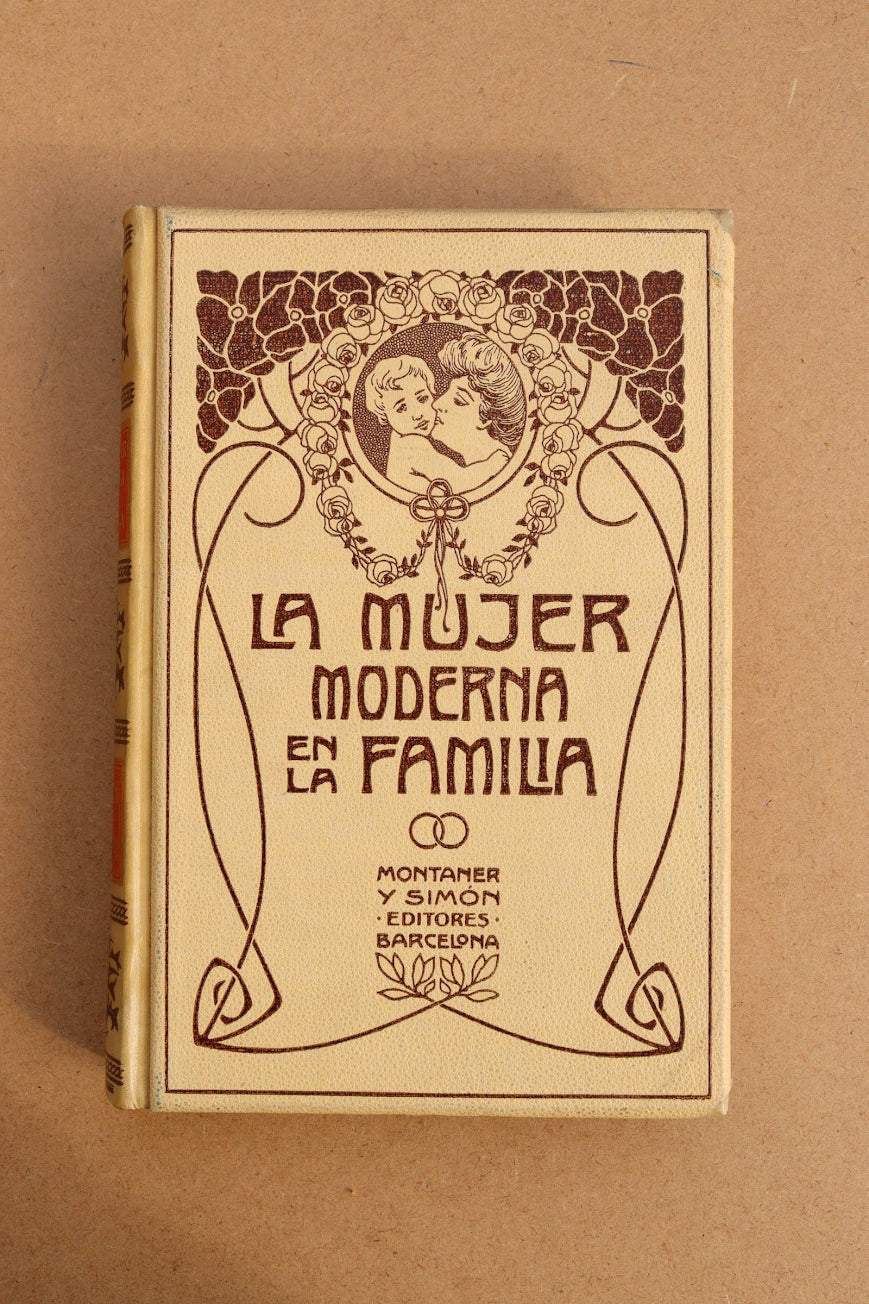 LA MUJER
MODERNA
EN LA FAMILIA
MONTANER
Y SIMÓN
· EDITORES ·
BARCELONA